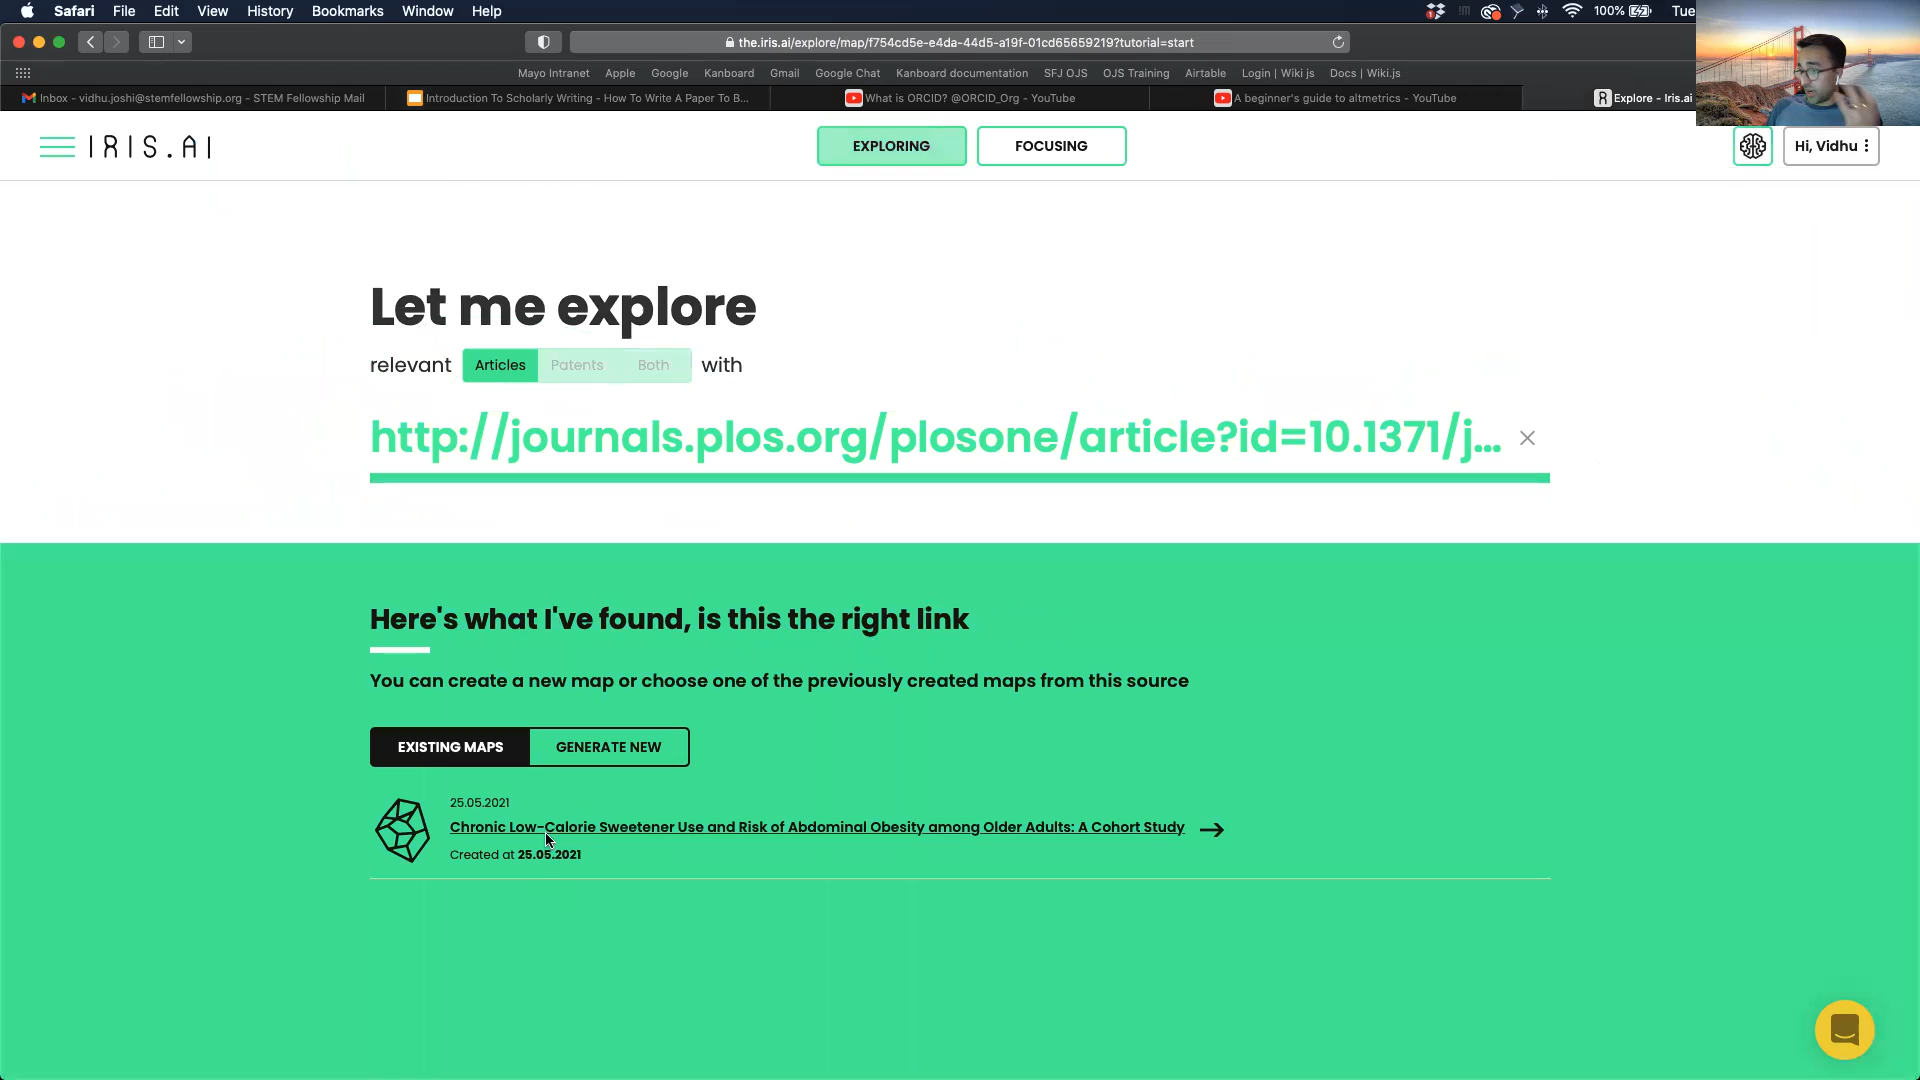 Safari File Edit View History Bookmarks Window Help 100% Tue
the.iris.ai/explore/map/f754cd5e-e4da-44d5-a19f-01cd65659219?tutorial=start
Mayo Intranet Apple Google Kanboard Gmail Google Chat Kanboard documentation SFJ OJS OJS Training Airtable Login | Wiki js Docs | Wiki.js
Inbox - vidhu.joshi@stemfellowship.org - STEM Fellowship Mail Introduction To Scholarly Writing - How To Write A Paper To B... What is ORCID? @ORCID_Org - YouTube A beginner's guide to altmetrics - YouTube Explore - Iris.ai
IRIS.AI EXPLORING FOCUSING Hi, Vidhu
Let me explore
relevant Articles Patents Both with
http://journals.plos.org/plosone/article?id=10.1371/j...
Here's what I've found, is this the right link
You can create a new map or choose one of the previously created maps from this source
EXISTING MAPS GENERATE NEW
25.05.2021
Chronic Low-Calorie Sweetener Use and Risk of Abdominal Obesity among Older Adults: A Cohort Study
Created at 25.05.2021